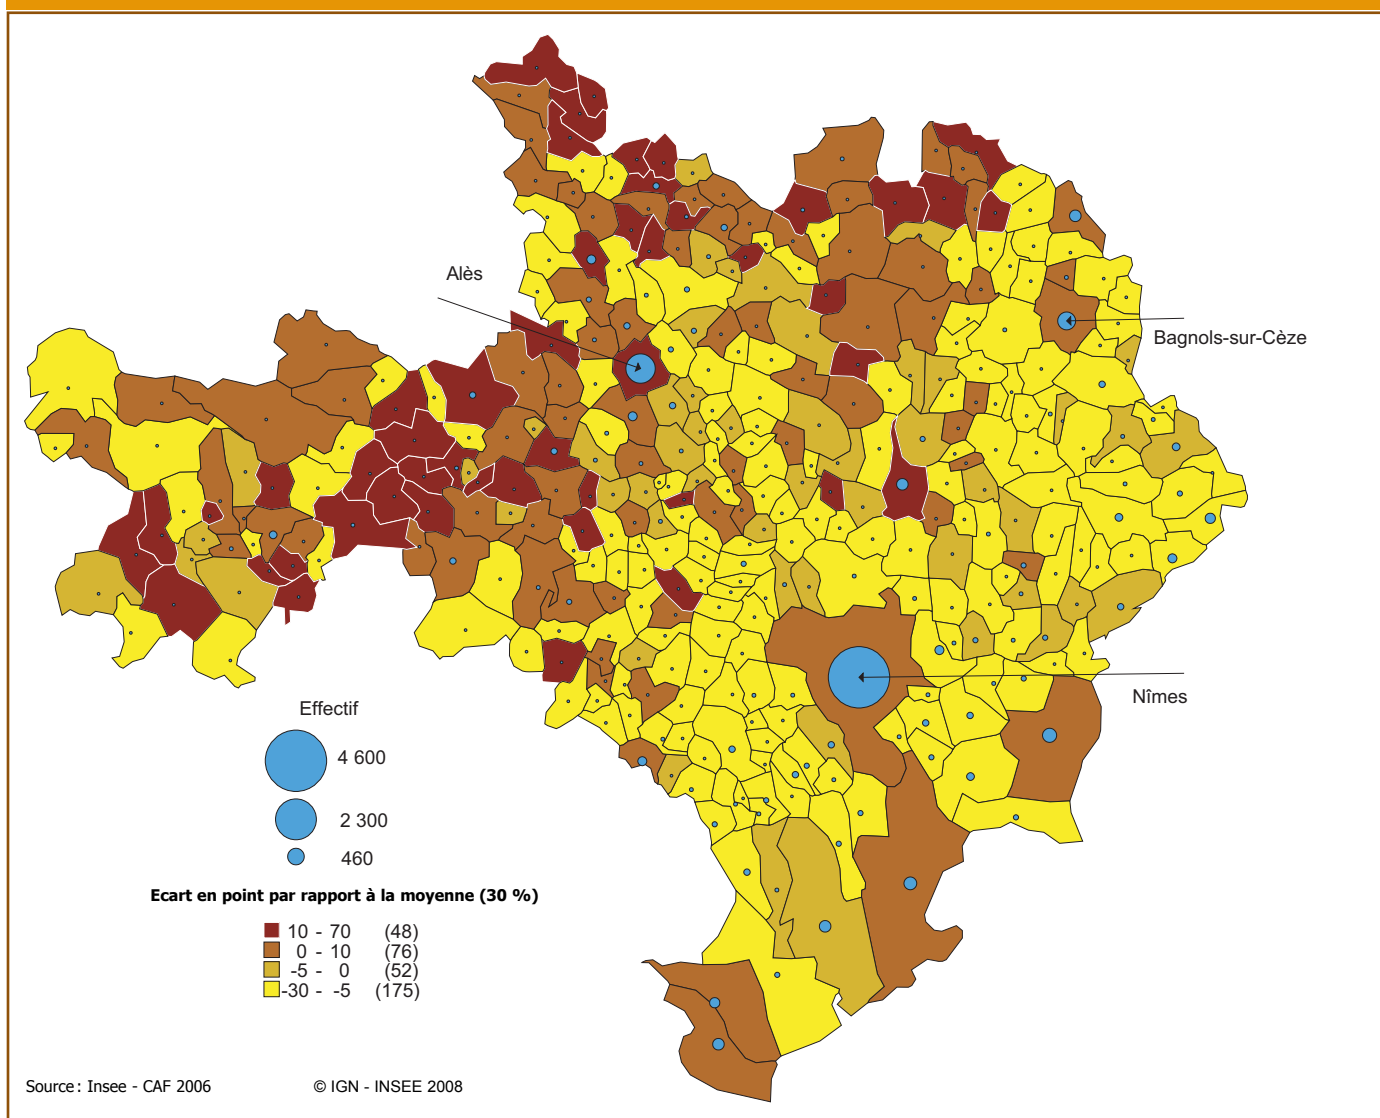 Alès
Bagnols-sur-Cèze
Nîmes
Effectif
4 600
2 300
460
Ecart en point par rapport à la moyenne (30 %)
10 - 70 (48)
0 - 10 (76)
-5 - 0 (52)
-30 - -5 (175)
Source : Insee - CAF 2006 © IGN - INSEE 2008